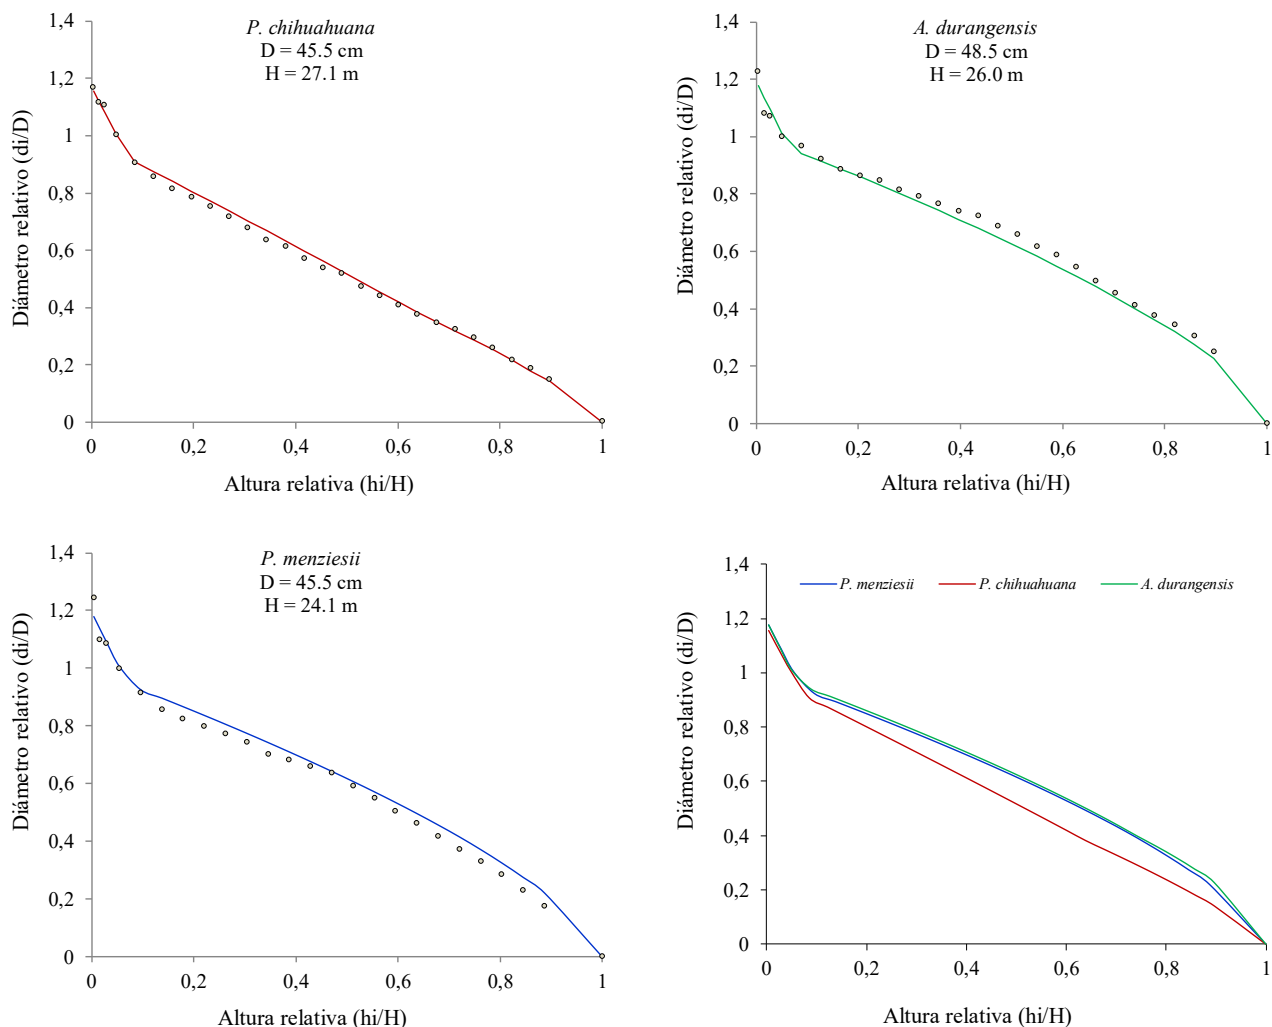 P. chihuahuana
D = 45.5 cm
H = 27.1 m
Diámetro relativo (di/D)
1,4
1,2
1
0,8
0,6
0,4
0,2
0
0 0,2 0,4 0,6 0,8 1
Altura relativa (hi/H)
A. durangensis
D = 48.5 cm
H = 26.0 m
Diámetro relativo (di/D)
1,4
1,2
1
0,8
0,6
0,4
0,2
0
0 0,2 0,4 0,6 0,8 1
Altura relativa (hi/H)
P. menziesii
D = 45.5 cm
H = 24.1 m
Diámetro relativo (di/D)
1,4
1,2
1
0,8
0,6
0,4
0,2
0
0 0,2 0,4 0,6 0,8 1
Altura relativa (hi/H)
P. menziesii P. chihuahuana A. durangensis
Diámetro relativo (di/D)
1,4
1,2
1
0,8
0,6
0,4
0,2
0
0 0,2 0,4 0,6 0,8 1
Altura relativa (hi/H)